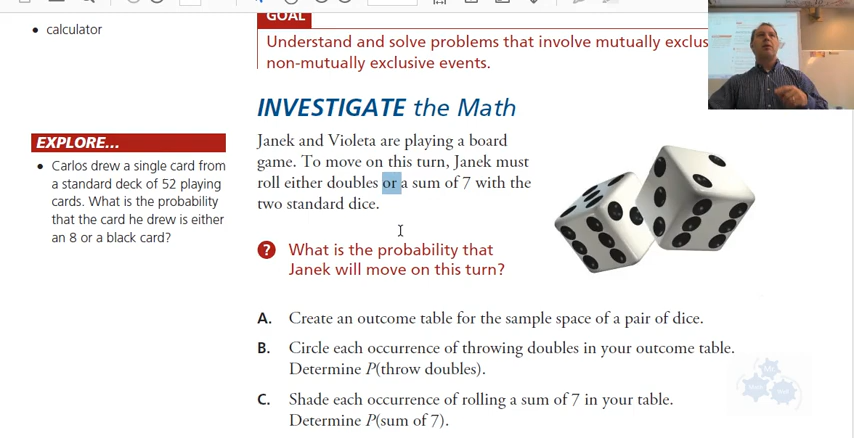 • calculator
GOAL
Understand and solve problems that involve mutually exclus
non-mutually exclusive events.
INVESTIGATE the Math
Janek and Violeta are playing a board
game. To move on this turn, Janek must
roll either doubles or a sum of 7 with the
two standard dice.
? What is the probability that
Janek will move on this turn?
EXPLORE...
• Carlos drew a single card from
a standard deck of 52 playing
cards. What is the probability
that the card he drew is either
an 8 or a black card?
A. Create an outcome table for the sample space of a pair of dice.
B. Circle each occurrence of throwing doubles in your outcome table.
Determine P(throw doubles).
C. Shade each occurrence of rolling a sum of 7 in your table.
Determine P(sum of 7).